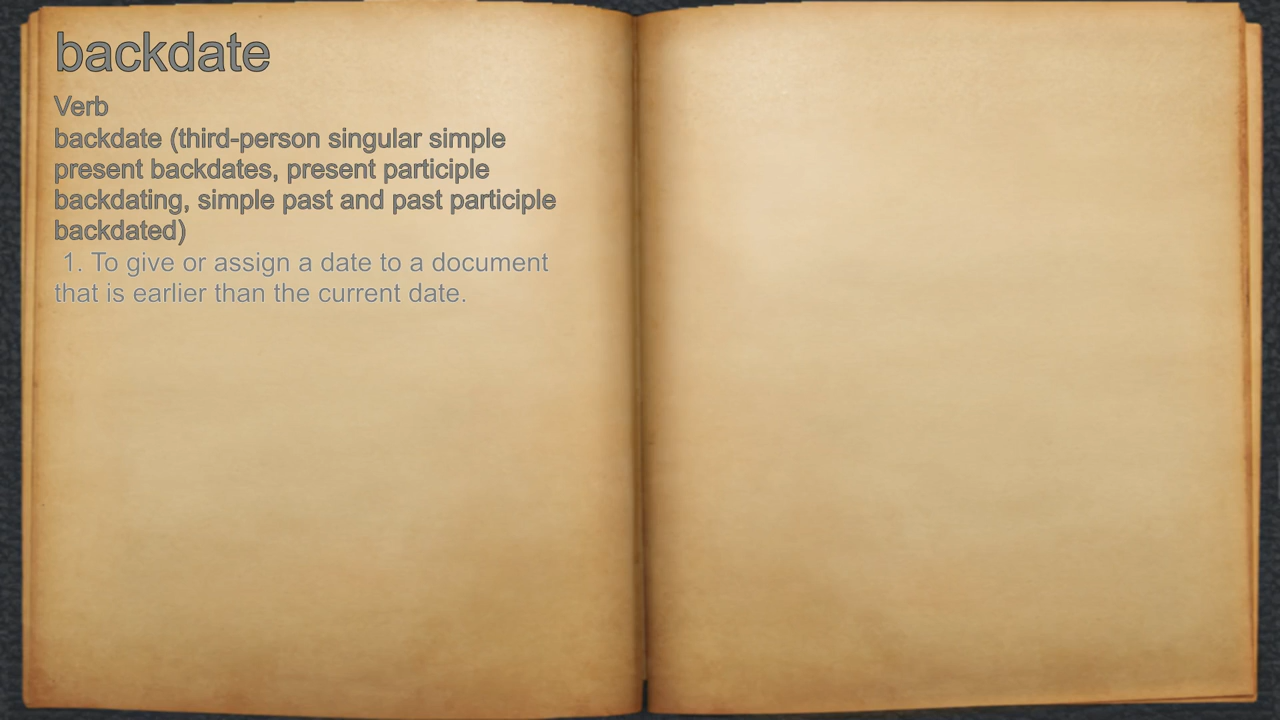 backdate
Verb
backdate (third-person singular simple
present backdates, present participle
backdating, simple past and past participle
backdated)
1. To give or assign a date to a document
that is earlier than the current date.